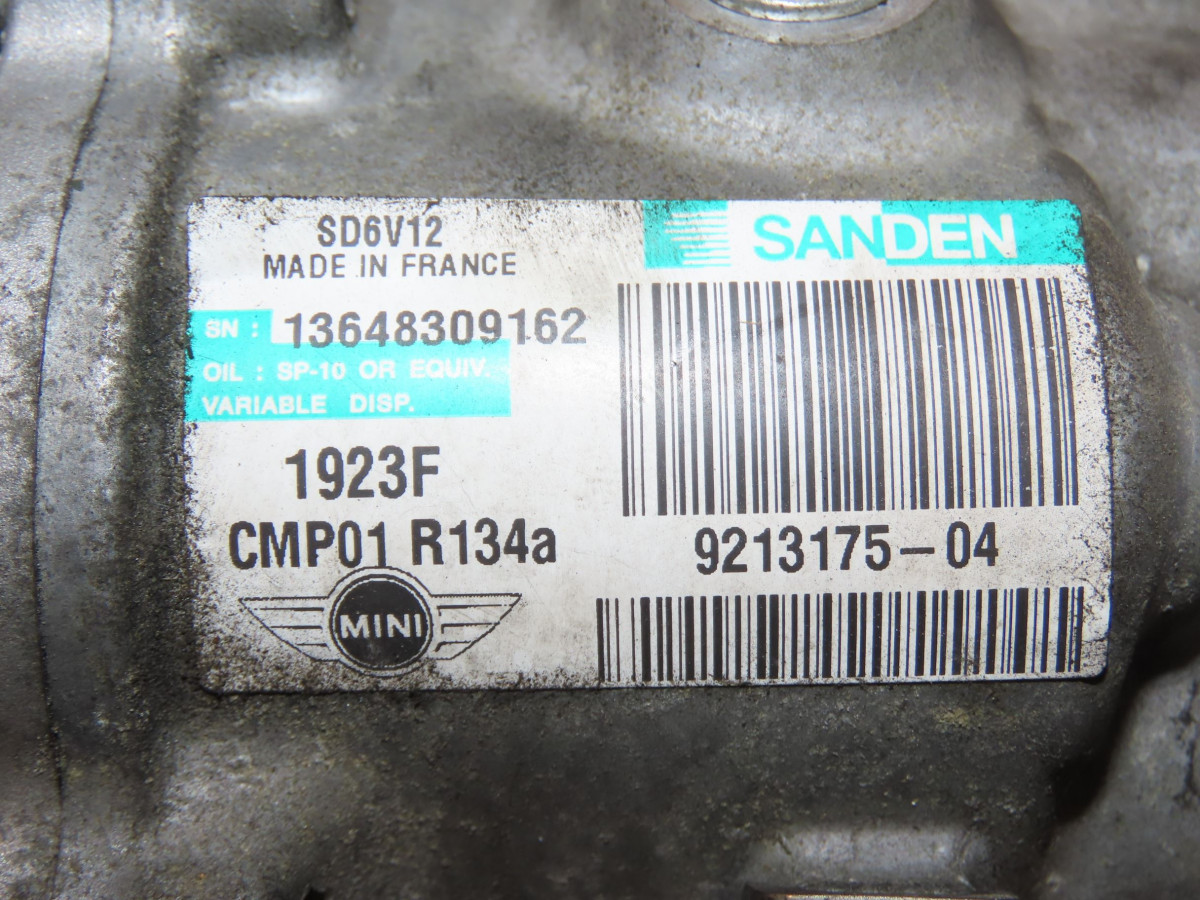 SD6V12
MADE IN FRANCE
SANDEN
SN : 13648309162
OIL : SP-10 OR EQUIV.
VARIABLE DISP.
1923F
CMP01 R134a
9213175-04
MINI